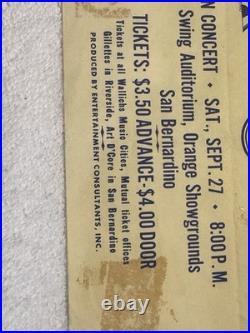 N CONCERT • SAT., SEPT. 27 • 8:00 P.M.
Swing Auditorium, Orange Showgrounds
San Bernardino
TICKETS: $3.50 ADVANCE-$4.00 DOOR
Tickets at all Wallichs Music Cities, Mutual ticket offices
Gillettes in Riverside, Art D'Core in San Bernardino
PRODUCED BY ENTERTAINMENT CONSULTANTS, INC.